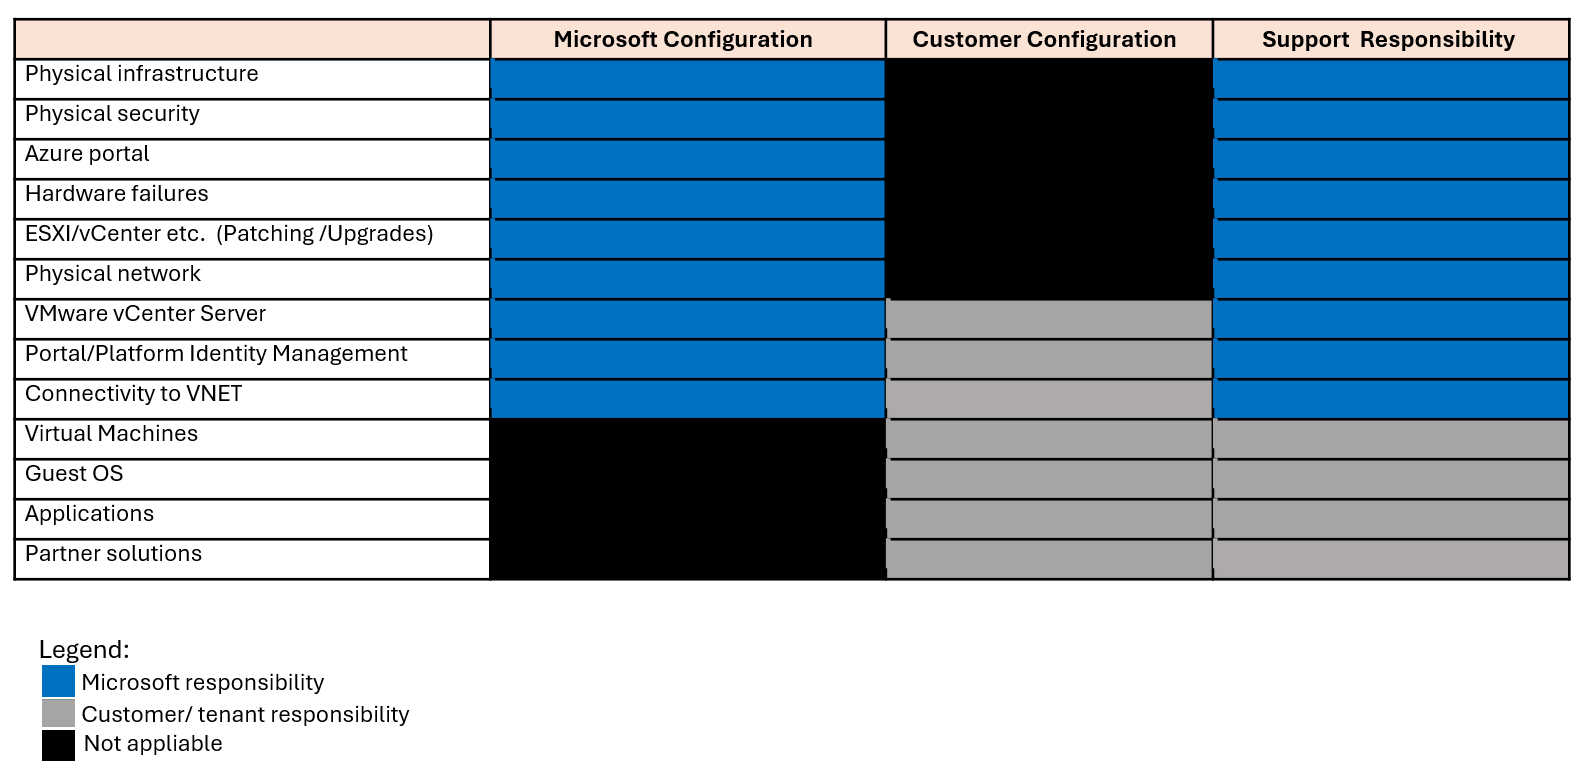 Microsoft Configuration Customer Configuration Support  Responsibility
Physical infrastructure
Physical security
Azure portal
Hardware failures
ESXI/vCenter etc.  (Patching /Upgrades)
Physical network
VMware vCenter Server
Portal/Platform Identity Management
Connectivity to VNET
Virtual Machines
Guest OS
Applications
Partner solutions
Legend:
Microsoft responsibility
Customer/ tenant responsibility
Not appliable